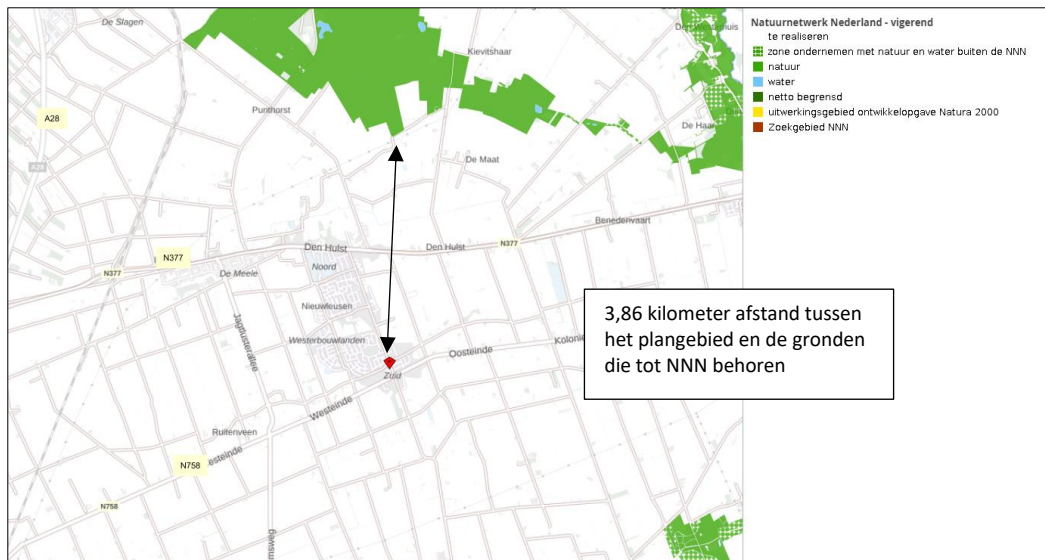 De Slagen
Kievitshaar
Punthorst
A28
De Haar
De Maat
Benedenvaart
Den Hulst
Den Hulst
N377
N377
N377
De Meele
Noord
Nieuwleusen
Jagtlusterallee
Westerbouwlanden
Oosteinde
Zuid
Westeinde
Ruitenveen
N758
N758
Natuurnetwerk Nederland - vigerend
te realiseren
zone ondernemen met natuur en water buiten de NNN
natuur
water
netto begrensd
uitwerkingsgebied ontwikkelopgave Natura 2000
Zoekgebied NNN
3,86 kilometer afstand tussen
het plangebied en de gronden
die tot NNN behoren